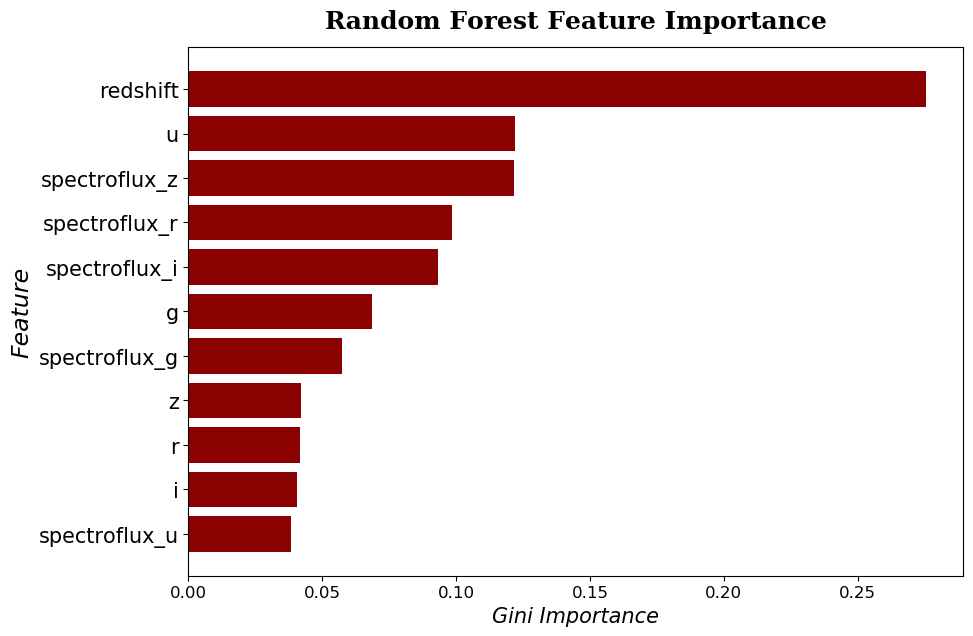 Random Forest Feature Importance
Feature
redshift
u
spectroflux_z
spectroflux_r
spectroflux_i
g
spectroflux_g
z
r
i
spectroflux_u
0.00 0.05 0.10 0.15 0.20 0.25
Gini Importance